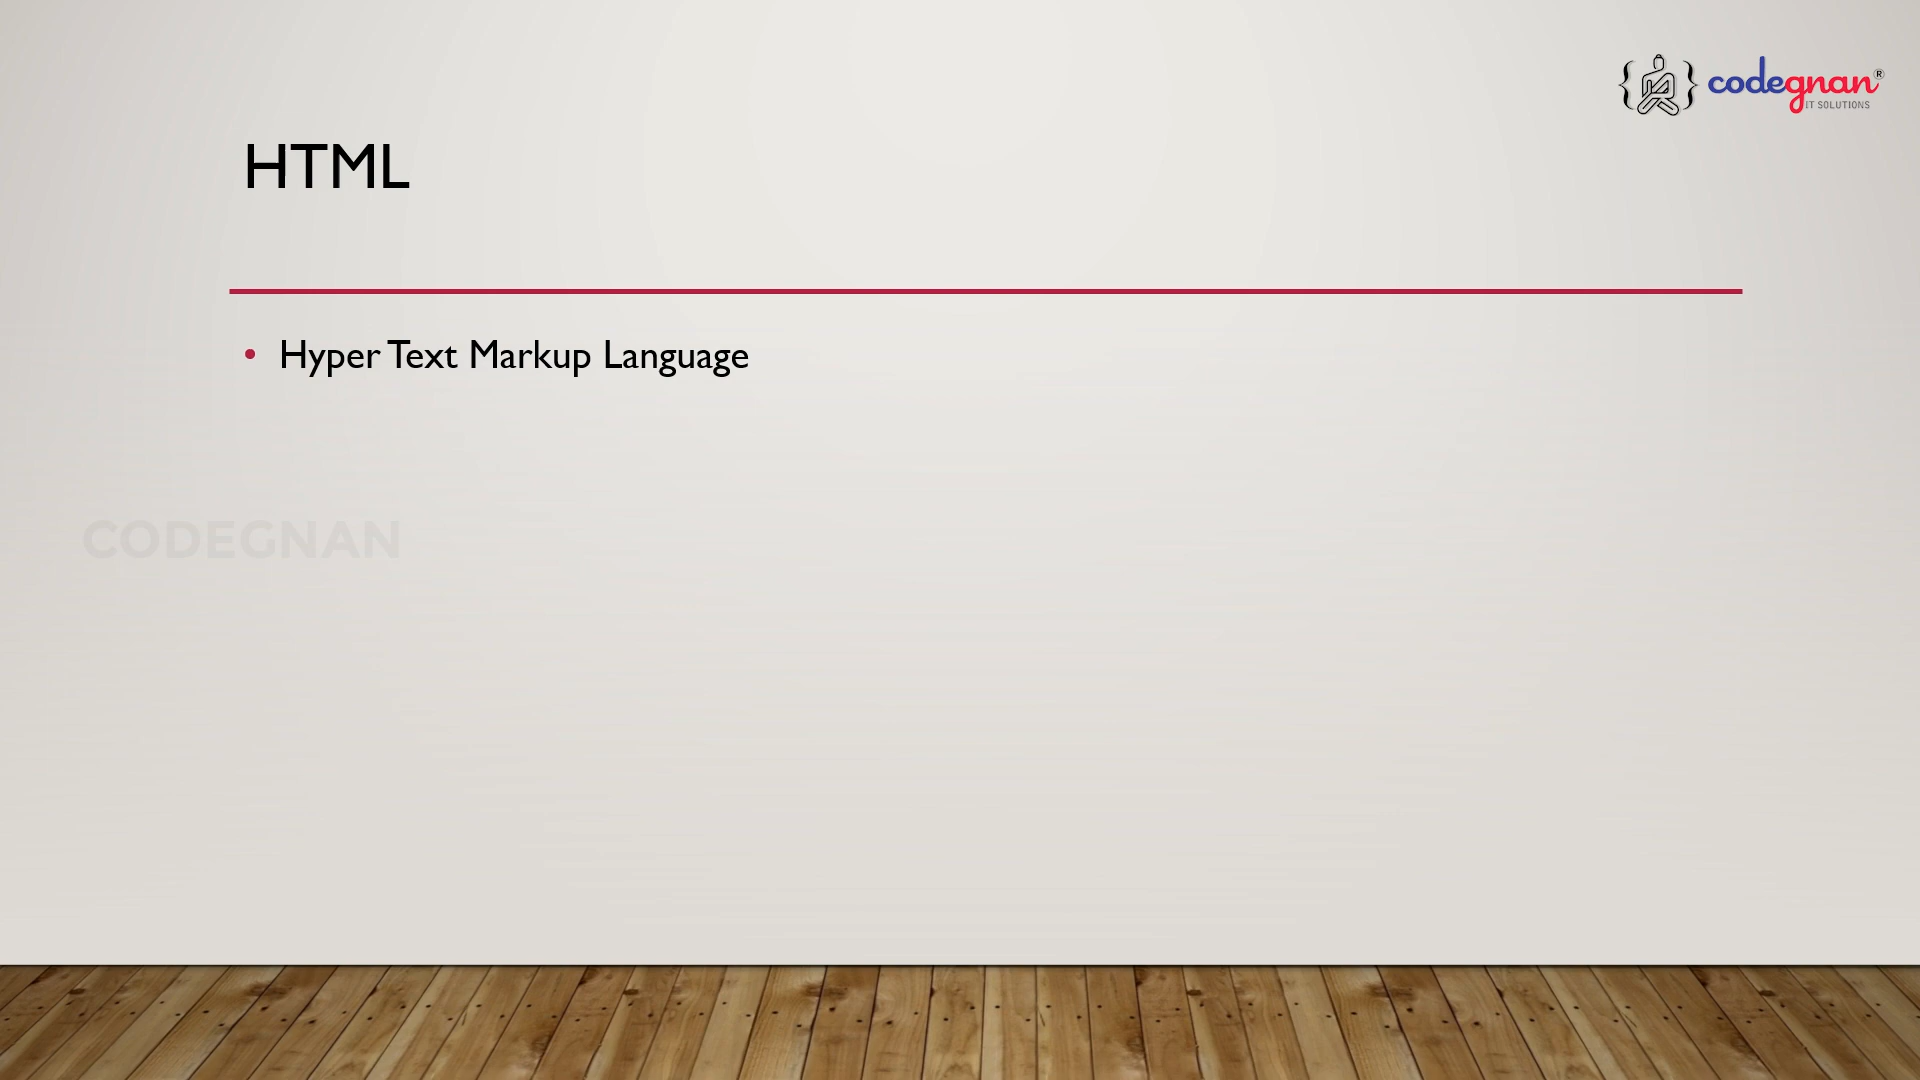 codegnan®
IT SOLUTIONS
HTML
• Hyper Text Markup Language
CODEGNAN